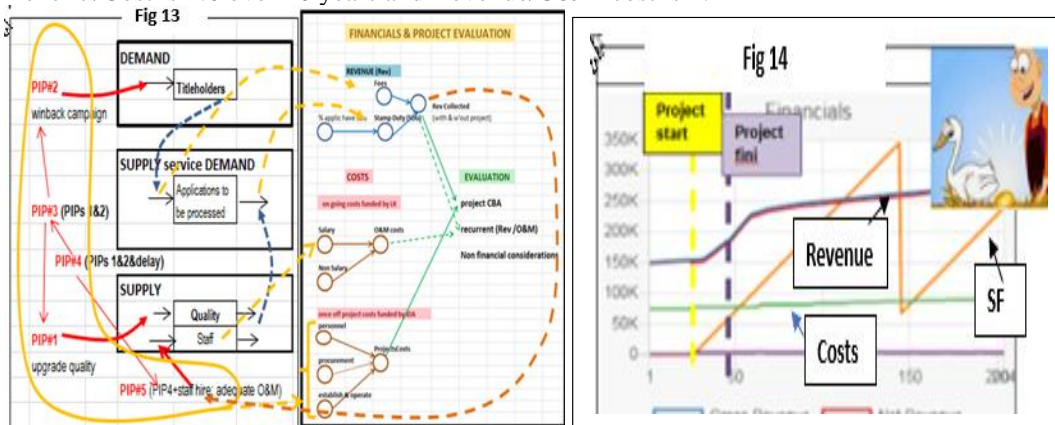 Fig 13
DEMAND
PIP#2
Titleholders
winback campaign
SUPPLY service DEMAND
Applications to
be processed
PIP#3 (PIPs 1&2)
PIP#4 (PIPs 1&2&delay)
SUPPLY
Quality
Staff
PIP#1
upgrade quality
PIP#5 (PIP4+staff hire; adequate O&M)
FINANCIALS & PROJECT EVALUATION
REVENUE (Rev)
Fees
Rev Collected
(with & w/out project)
% applic have
Stamp Duty
COSTS
EVALUATION
on going costs funded by
project CBA
Salary
O&M costs
recurrent (Rev /O&M)
Non Salary
Non financial considerations
once off project costs funded by
personnel
ProjectCosts
procurement
establish & operate
Fig 14
Financials
Project
start
Project
fini
350K
300K
250K
200K
150K
100K
50K
0
Revenue
SF
Costs
1
50
150